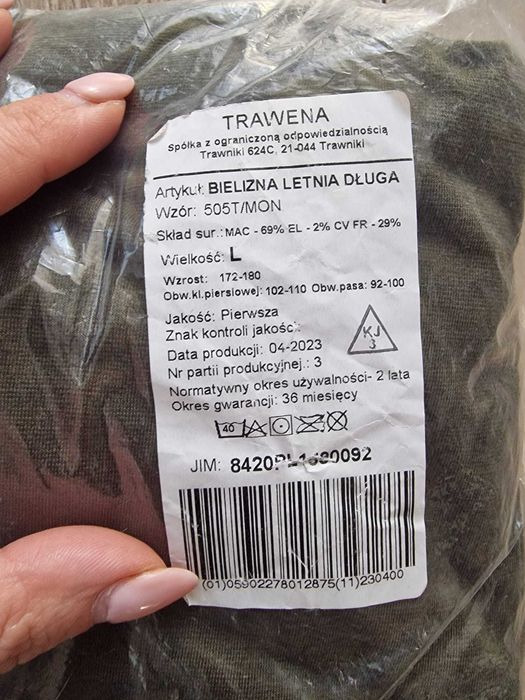 TRAWENA
Spółka z ograniczoną odpowiedzialnością
Trawniki 624C, 21-044 Trawniki
Artykuł: BIELIZNA LETNIA DŁUGA
Wzór: 505T/MON
Skład sur.: MAC - 69% EL - 2% CV FR - 29%
Wielkość: L
Wzrost: 172-180
Obw.kl.piersiowej: 102-110 Obw.pasa: 92-100
Jakość: Pierwsza
Znak kontroli jakości:
KJ
3
Data produkcji: 04-2023
Nr partii produkcyjnej.: 3
Normatywny okres używalności- 2 lata
Okres gwarancji: 36 miesięcy
40
JIM:
(01)05902278012875(11)230400